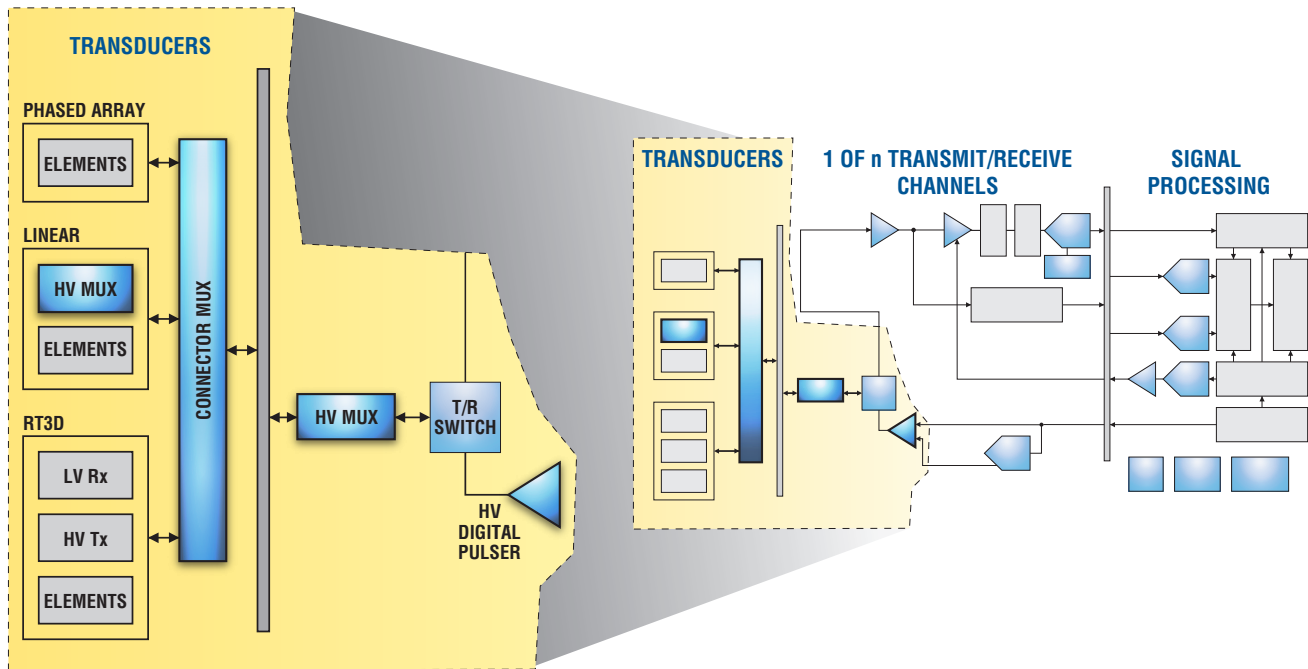 TRANSDUCERS
PHASED ARRAY
ELEMENTS
LINEAR
HV MUX
ELEMENTS
RT3D
LV Rx
HV Tx
ELEMENTS
CONNECTOR MUX
HV MUX
T/R
SWITCH
HV
DIGITAL
PULSER
TRANSDUCERS
1 OF n TRANSMIT/RECEIVE
CHANNELS
SIGNAL
PROCESSING